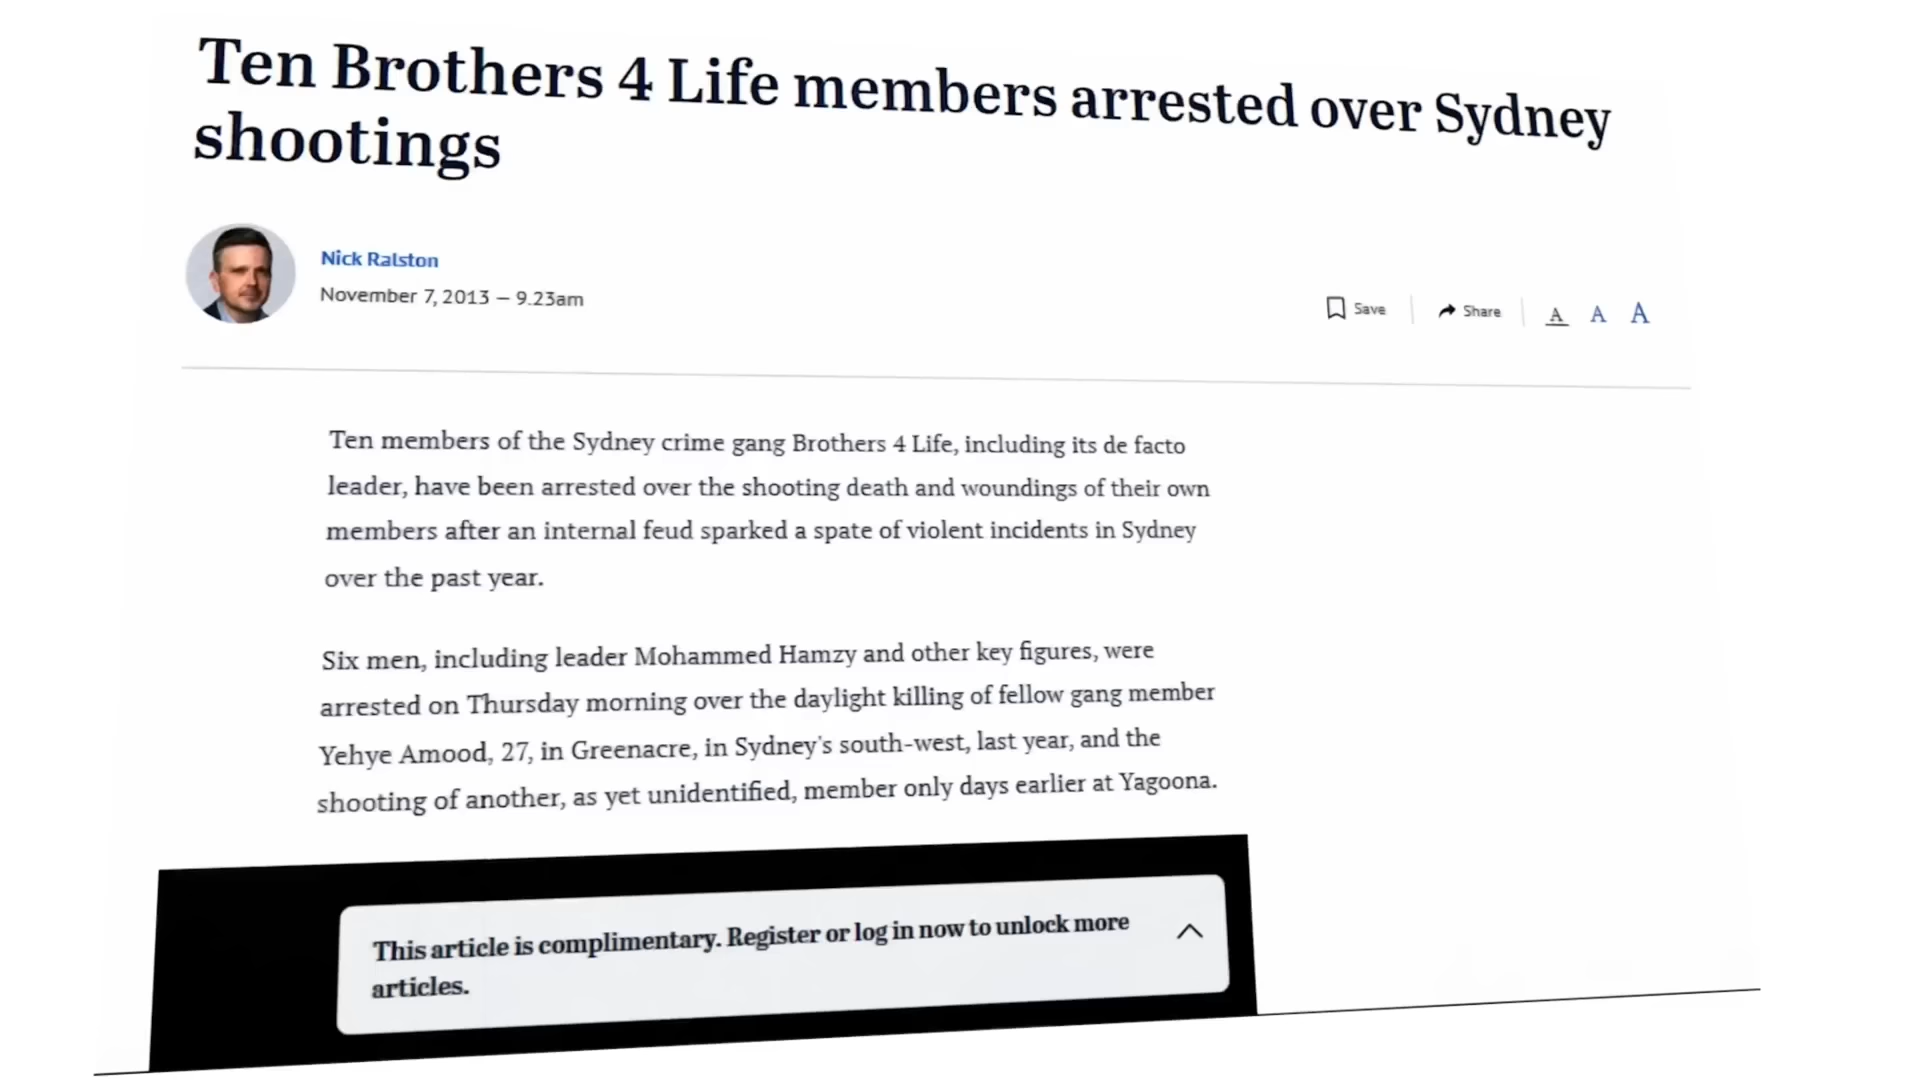 Ten Brothers 4 Life members arrested over Sydney
shootings
Nick Ralston
November 7, 2013 – 9.23am
Save
Share
A A A
Ten members of the Sydney crime gang Brothers 4 Life, including its de facto
leader, have been arrested over the shooting death and woundings of their own
members after an internal feud sparked a spate of violent incidents in Sydney
over the past year.
Six men, including leader Mohammed Hamzy and other key figures, were
arrested on Thursday morning over the daylight killing of fellow gang member
Yehye Amood, 27, in Greenacre, in Sydney's south-west, last year, and the
shooting of another, as yet unidentified, member only days earlier at Yagoona.
This article is complimentary. Register or log in now to unlock more
articles.